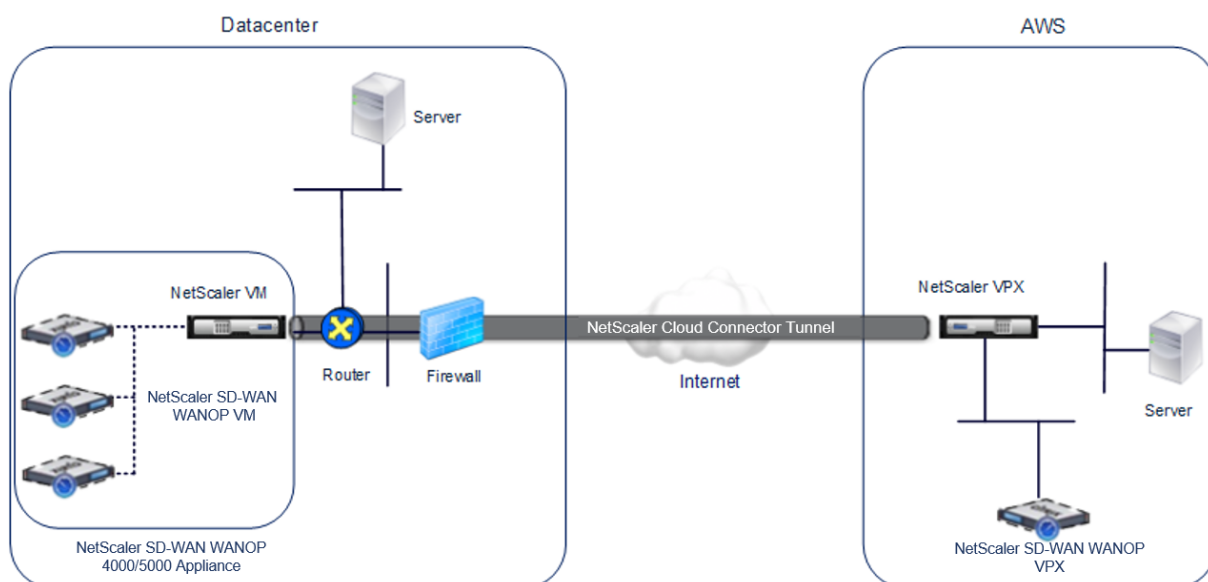 Datacenter
AWS
Server
NetScaler VM
NetScaler VPX
NetScaler Cloud Connector Tunnel
Router
Firewall
Internet
NetScaler SD-WAN
WANOP VM
Server
NetScaler SD-WAN WANOP
4000/5000 Appliance
NetScaler SD-WAN WANOP
VPX